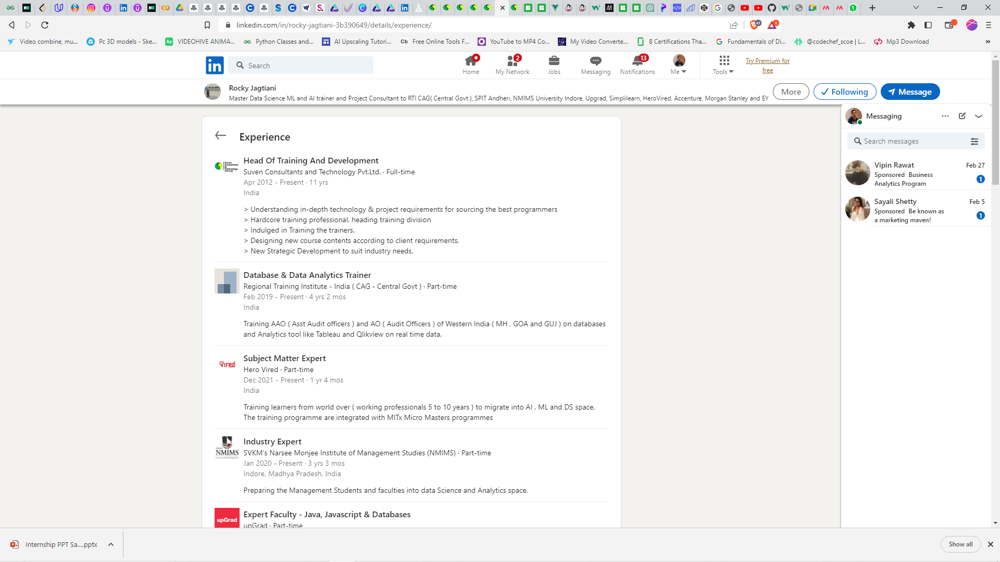 linkedin.com/in/rocky-jagtiani-3b390649/details/experience/
47
1
Video combine, mu...
Pc 3D models - Ske...
VIDEOHIVE ANIMA...
Python Classes and...
AI Upscaling Tutori...
Free Online Tools F...
YouTube to MP4 Co...
My Video Converte...
8 Certifications Tha...
Fundamentals of Di...
@codechef_scoe | L...
Mp3 Download
in
Search
Home
2
My Network
Jobs
Messaging
13
Notifications
Me
Tools
Try Premium for
free
Rocky Jagtiani
Master Data Science ML and AI trainer and Project Consultant to RTI CAG( Central Govt ), SPIT Andheri, NMIMS University Indore, Upgrad, Simplilearn, HeroVired, Accenture, Morgan Stanley and EY
More
Following
Message
Experience
Suven
Consultants
&
Technology
Pvt Ltd.
Head Of Training And Development
Suven Consultants and Technology Pvt.Ltd. · Full-time
Apr 2012 - Present · 11 yrs
India
> Understanding in-depth technology & project requirements for sourcing the best programmers
> Hardcore training professional, heading training division
> Indulged in Training the trainers.
> Designing new course contents according to client requirements.
> New Strategic Development to suit industry needs.
Database & Data Analytics Trainer
Regional Training Institute - India ( CAG - Central Govt ) · Part-time
Feb 2019 - Present · 4 yrs 2 mos
India
Training AAO ( Asst Audit officers ) and AO ( Audit Officers ) of Western India ( MH , GOA and GUJ ) on databases
and Analytics tool like Tableau and Qlikview on real time data.
Vired
Subject Matter Expert
Hero Vired · Part-time
Dec 2021 - Present · 1 yr 4 mos
India
Training learners from world over ( working professionals 5 to 10 years ) to migrate into AI , ML and DS space.
The training programme are integrated with MITx Micro Masters programmes
NMIMS
Industry Expert
SVKM's Narsee Monjee Institute of Management Studies (NMIMS) · Part-time
Jan 2020 - Present · 3 yrs 3 mos
Indore, Madhya Pradesh, India
Preparing the Management Students and faculties into data Science and Analytics space.
upGrad
Expert Faculty - Java, Javascript & Databases
upGrad · Part-time
Messaging
Search messages
Vipin Rawat
Feb 27
Sponsored Business
Analytics Program
1
Sayali Shetty
Feb 5
Sponsored Be known as
a marketing maven!
1
Internship PPT Sa....pptx
Show all